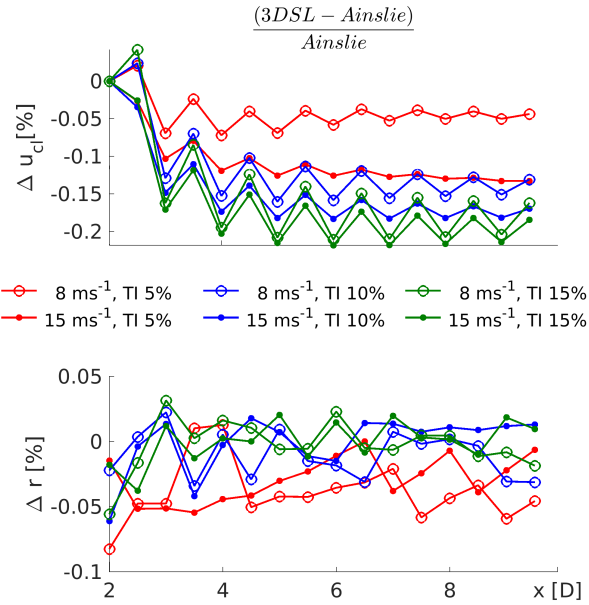 (3DSL − Ainslie)
Ainslie
0
-0.05
-0.1
-0.15
-0.2
Δ u_cl[%]
8 ms⁻¹, TI 5% 8 ms⁻¹, TI 10% 8 ms⁻¹, TI 15%
15 ms⁻¹, TI 5% 15 ms⁻¹, TI 10% 15 ms⁻¹, TI 15%
0.05
0
-0.05
-0.1
Δ r [%]
2 4 6 8 x [D]